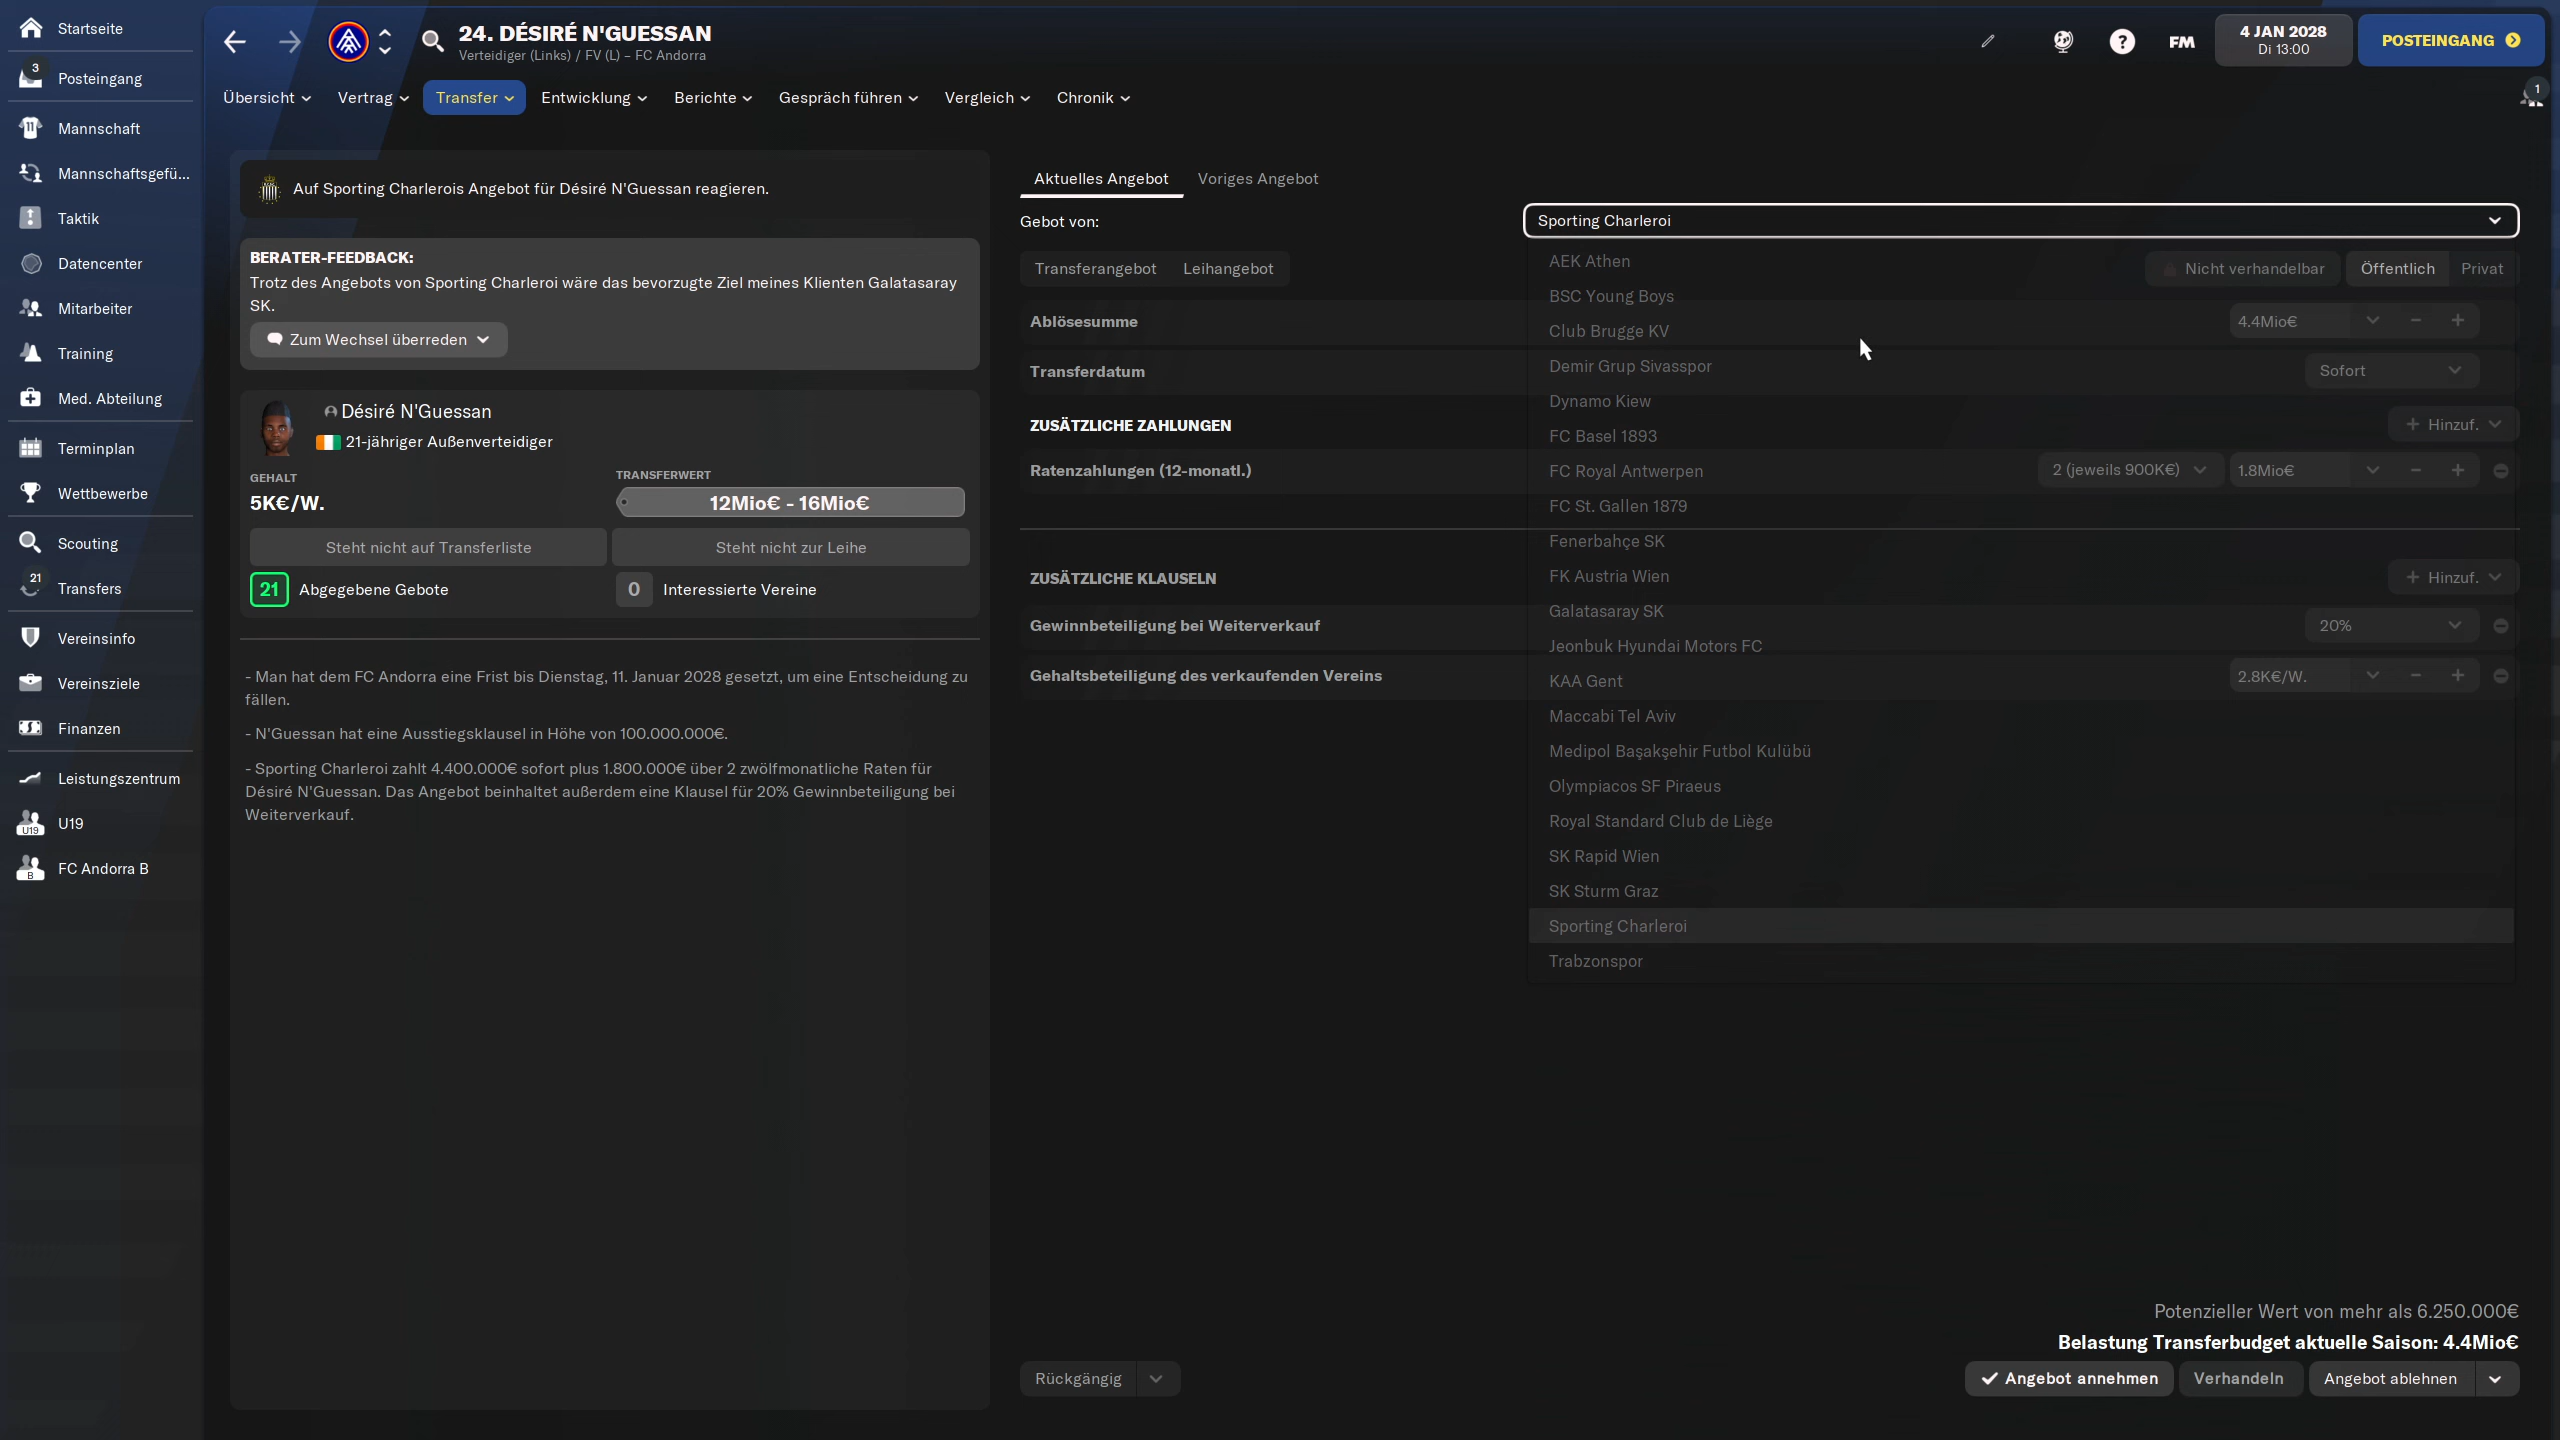 Startseite
3
Posteingang
Mannschaft
Mannschaftsgefü...
Taktik
Datencenter
Mitarbeiter
Training
Med. Abteilung
Terminplan
Wettbewerbe
Scouting
21
Transfers
Vereinsinfo
Vereinsziele
Finanzen
Leistungszentrum
U19
U19
B
FC Andorra B
24. DÉSIRÉ N'GUESSAN
Verteidiger (Links) / FV (L) – FC Andorra
FM
4 JAN 2028
Di 13:00
POSTEINGANG
Übersicht
Vertrag
Transfer
Entwicklung
Berichte
Gespräch führen
Vergleich
Chronik
1
Auf Sporting Charlerois Angebot für Désiré N'Guessan reagieren.
BERATER-FEEDBACK:
Trotz des Angebots von Sporting Charleroi wäre das bevorzugte Ziel meines Klienten Galatasaray
SK.
Zum Wechsel überreden
Désiré N'Guessan
21-jähriger Außenverteidiger
GEHALT
TRANSFERWERT
5K€/W.
12Mio€ - 16Mio€
Steht nicht auf Transferliste
Steht nicht zur Leihe
21 Abgegebene Gebote
0 Interessierte Vereine
- Man hat dem FC Andorra eine Frist bis Dienstag, 11. Januar 2028 gesetzt, um eine Entscheidung zu
fällen.
- N'Guessan hat eine Ausstiegsklausel in Höhe von 100.000.000€.
- Sporting Charleroi zahlt 4.400.000€ sofort plus 1.800.000€ über 2 zwölfmonatliche Raten für
Désiré N'Guessan. Das Angebot beinhaltet außerdem eine Klausel für 20% Gewinnbeteiligung bei
Weiterverkauf.
Aktuelles Angebot
Voriges Angebot
Gebot von:
Sporting Charleroi
Transferangebot
Leihangebot
Nicht verhandelbar
Öffentlich
Privat
Ablösesumme
4.4Mio€
Transferdatum
Sofort
ZUSÄTZLICHE ZAHLUNGEN
Hinzuf.
Ratenzahlungen (12-monatl.)
2 (jeweils 900K€)
1.8Mio€
ZUSÄTZLICHE KLAUSELN
Hinzuf.
Gewinnbeteiligung bei Weiterverkauf
20%
Gehaltsbeteiligung des verkaufenden Vereins
2.8K€/W.
AEK Athen
BSC Young Boys
Club Brugge KV
Demir Grup Sivasspor
Dynamo Kiew
FC Basel 1893
FC Royal Antwerpen
FC St. Gallen 1879
Fenerbahçe SK
FK Austria Wien
Galatasaray SK
Jeonbuk Hyundai Motors FC
KAA Gent
Maccabi Tel Aviv
Medipol Başakşehir Futbol Kulübü
Olympiacos SF Piraeus
Royal Standard Club de Liège
SK Rapid Wien
SK Sturm Graz
Sporting Charleroi
Trabzonspor
Potenzieller Wert von mehr als 6.250.000€
Belastung Transferbudget aktuelle Saison: 4.4Mio€
Rückgängig
Angebot annehmen
Verhandeln
Angebot ablehnen